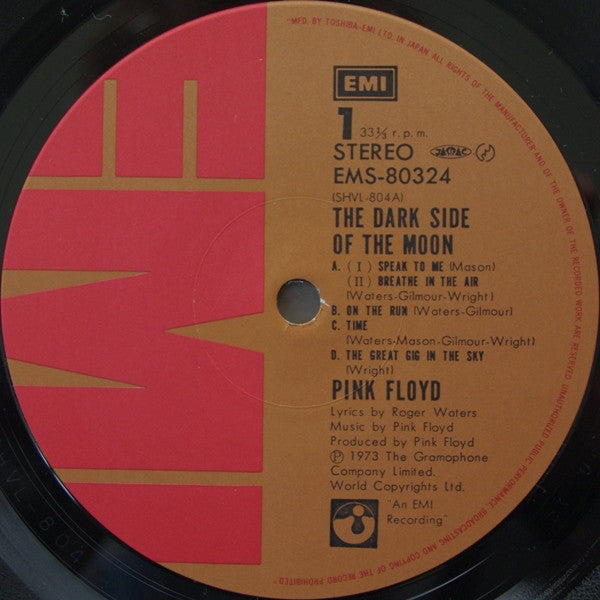 "MFD. BY TOSHIBA-EMI LTD. IN JAPAN ALL RIGHTS OF THE MANUFACTURER AND OF THE OWNER OF THE RECORDED WORK ARE RESERVED UNAUTHORIZED PUBLIC PERFORMANCE, BROADCASTING AND COPYING OF THE RECORD PROHIBITED"
EMI
EMI
1 33⅓ r.p.m.
STEREO JASRAC
EMS-80324
(SHVL-804A)
THE DARK SIDE
OF THE MOON
A. (I) SPEAK TO ME (Mason)
(II) BREATHE IN THE AIR
(Waters-Gilmour-Wright)
B. ON THE RUN (Waters-Gilmour)
C. TIME
(Waters-Mason-Gilmour-Wright)
D. THE GREAT GIG IN THE SKY
(Wright)
PINK FLOYD
Lyrics by Roger Waters
Music by Pink Floyd
Produced by Pink Floyd
Ⓟ 1973 The Gramophone
Company Limited.
World Copyrights Ltd.
"An EMI
Recording"